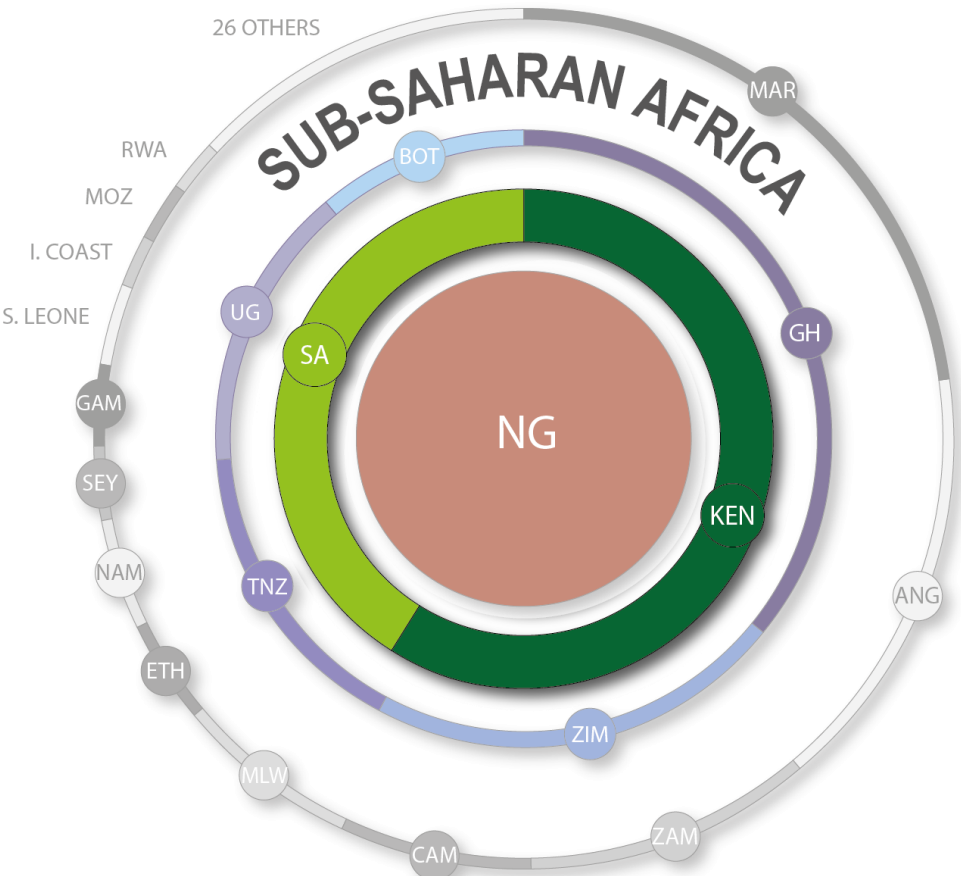 26 OTHERS
MAR
SUB-SAHARAN AFRICA
RWA
BOT
MOZ
I. COAST
UG
S. LEONE
GH
SA
GAM
NG
SEY
KEN
NAM
TNZ
ANG
ETH
ZIM
MLW
ZAM
CAM